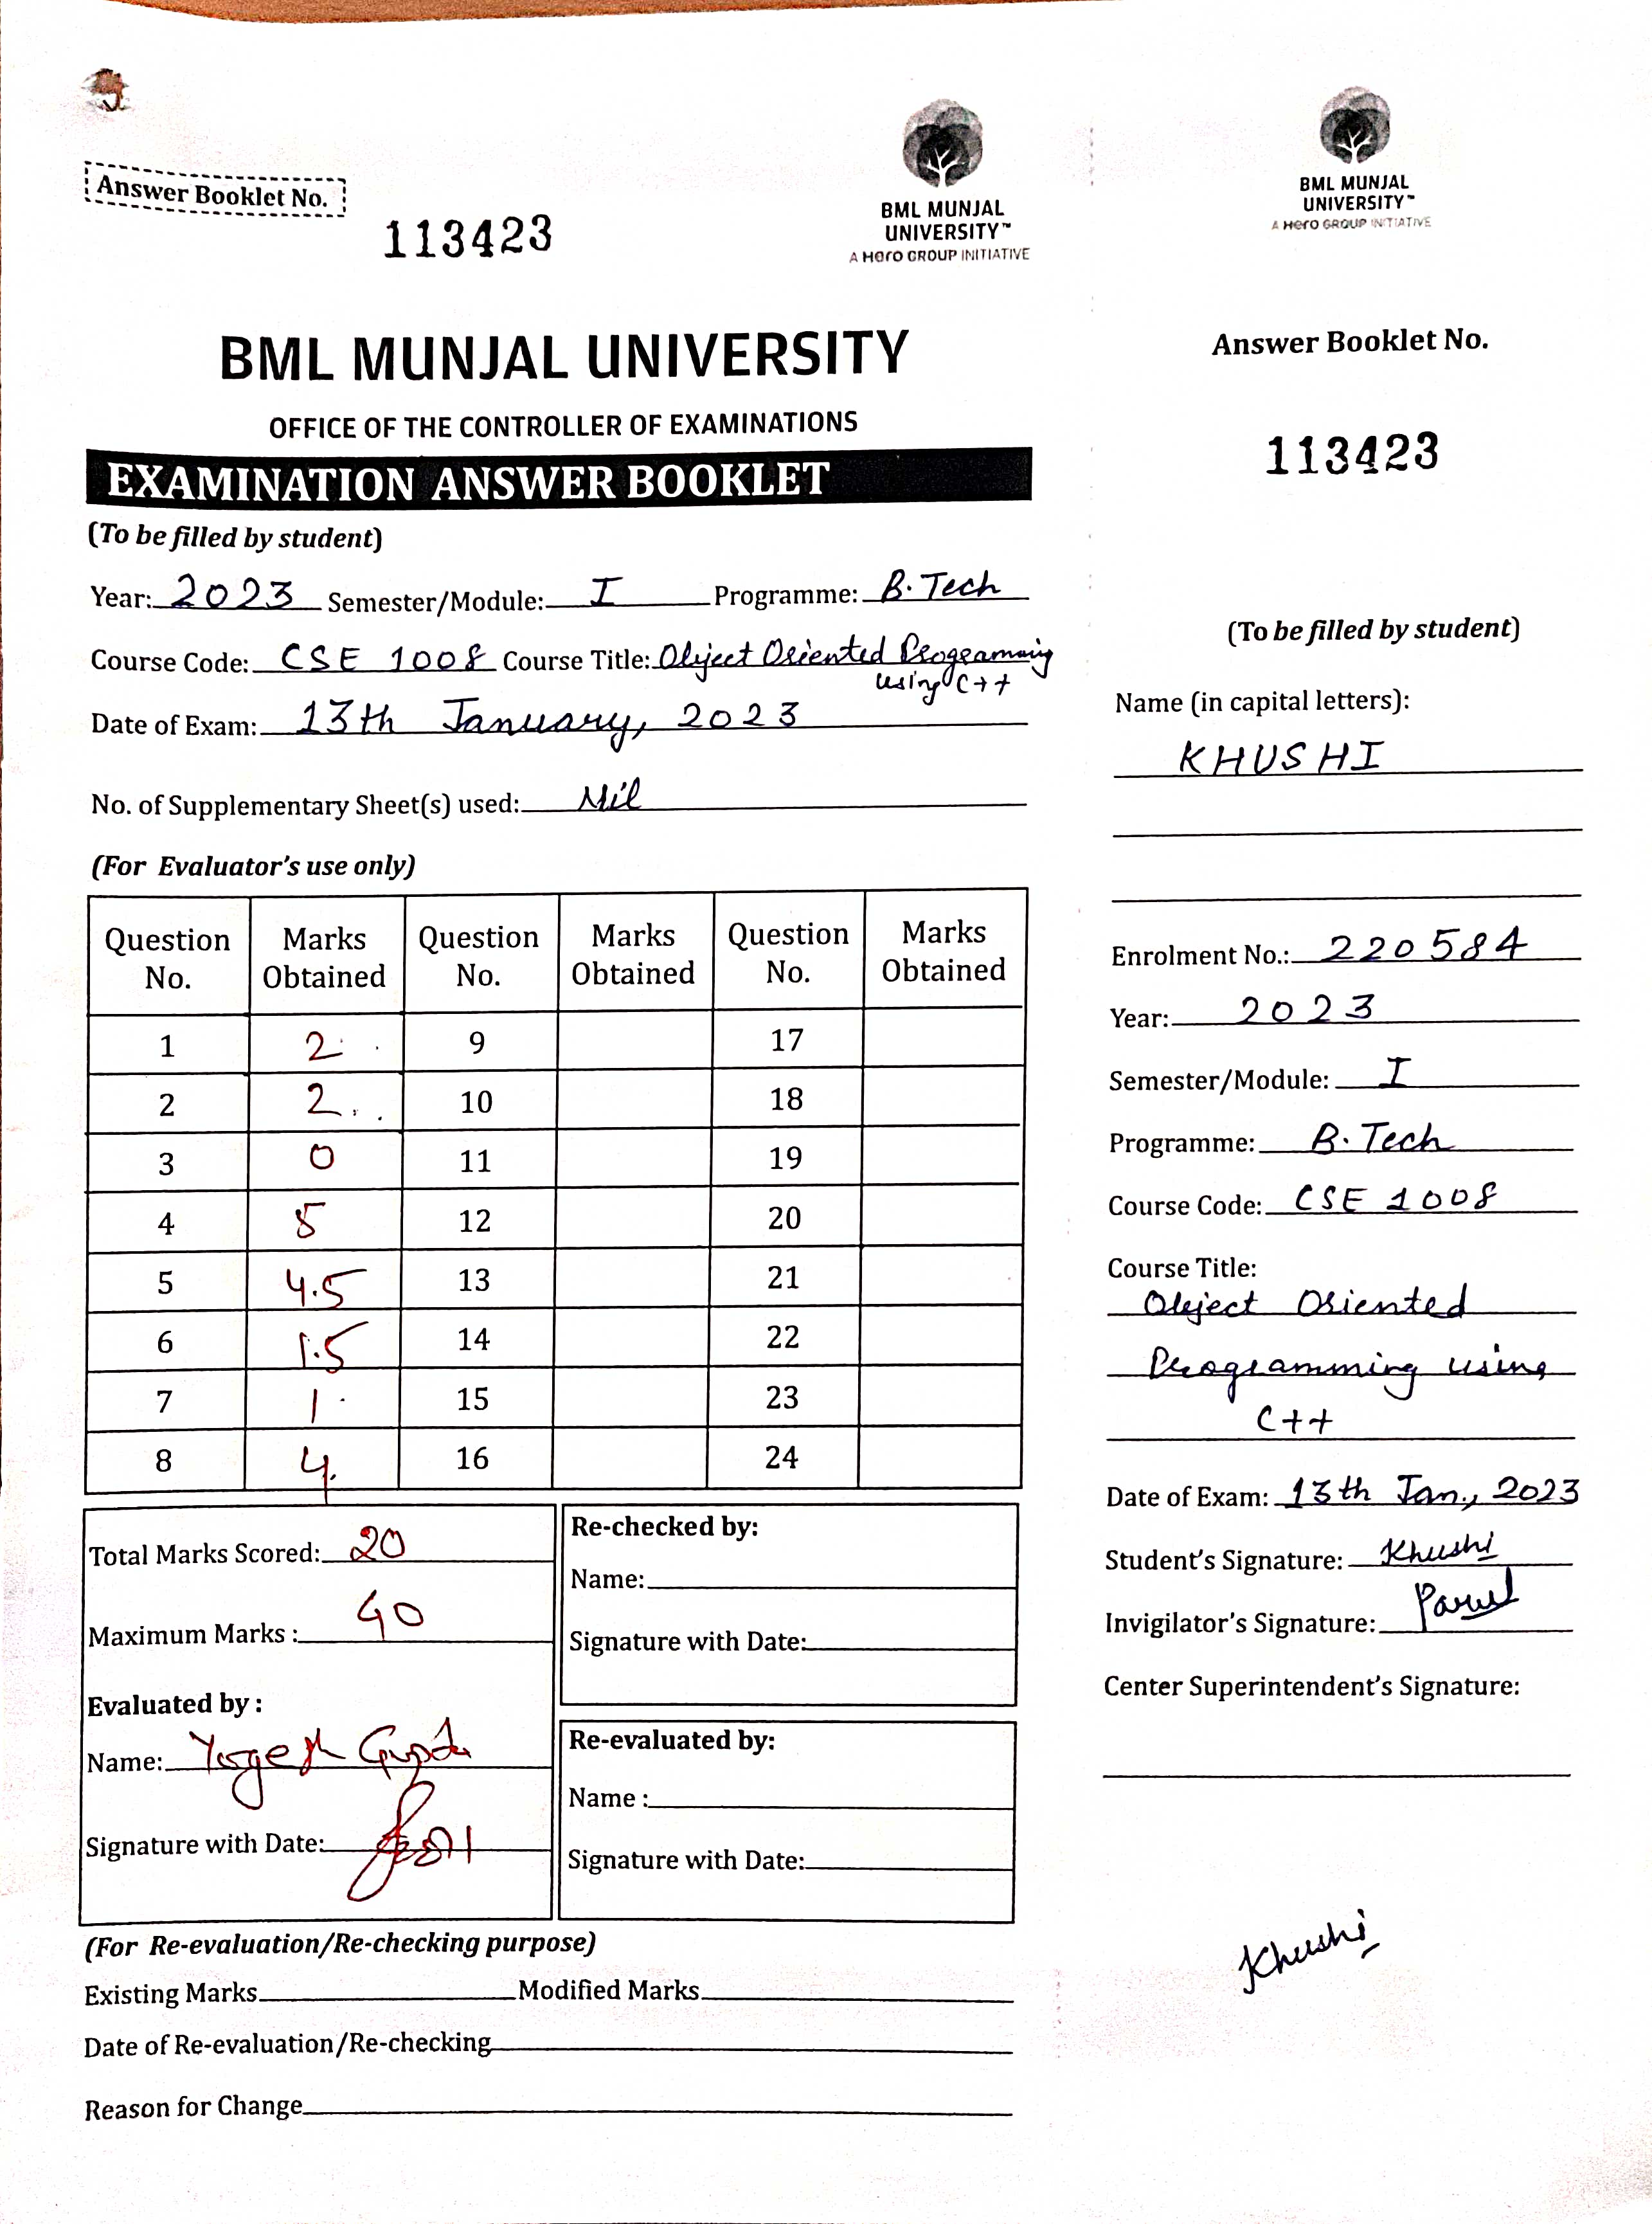 Answer Booklet No.
113423
BML MUNJAL
UNIVERSITY™
A Hero GROUP INITIATIVE
BML MUNJAL UNIVERSITY
OFFICE OF THE CONTROLLER OF EXAMINATIONS
EXAMINATION ANSWER BOOKLET
(To be filled by student)
Year: 2023 Semester/Module: I Programme: B.Tech
Course Code: CSE 1008 Course Title: Object Oriented Programing
using C++
Date of Exam: 13th January, 2023
No. of Supplementary Sheet(s) used: Nil
(For Evaluator's use only)
Question No. Marks Obtained Question No. Marks Obtained Question No. Marks Obtained
1 2 9 17
2 2 10 18
3 0 11 19
4 5 12 20
5 4.5 13 21
6 1.5 14 22
7 1 15 23
8 4 16 24
Total Marks Scored: 20
Maximum Marks : 40
Evaluated by :
Name: Yogesh Gupta
Signature with Date:
Re-checked by:
Name:
Signature with Date:
Re-evaluated by:
Name :
Signature with Date:
(For Re-evaluation/Re-checking purpose)
Existing Marks Modified Marks
Date of Re-evaluation/Re-checking
Reason for Change
BML MUNJAL
UNIVERSITY™
A Hero GROUP INITIATIVE
Answer Booklet No.
113423
(To be filled by student)
Name (in capital letters):
KHUSHI
Enrolment No.: 220584
Year: 2023
Semester/Module: I
Programme: B.Tech
Course Code: CSE 1008
Course Title:
Object Oriented
Programming using
C++
Date of Exam: 13th Jan., 2023
Student's Signature: Khushi
Invigilator's Signature: Parul
Center Superintendent's Signature:
Khushi